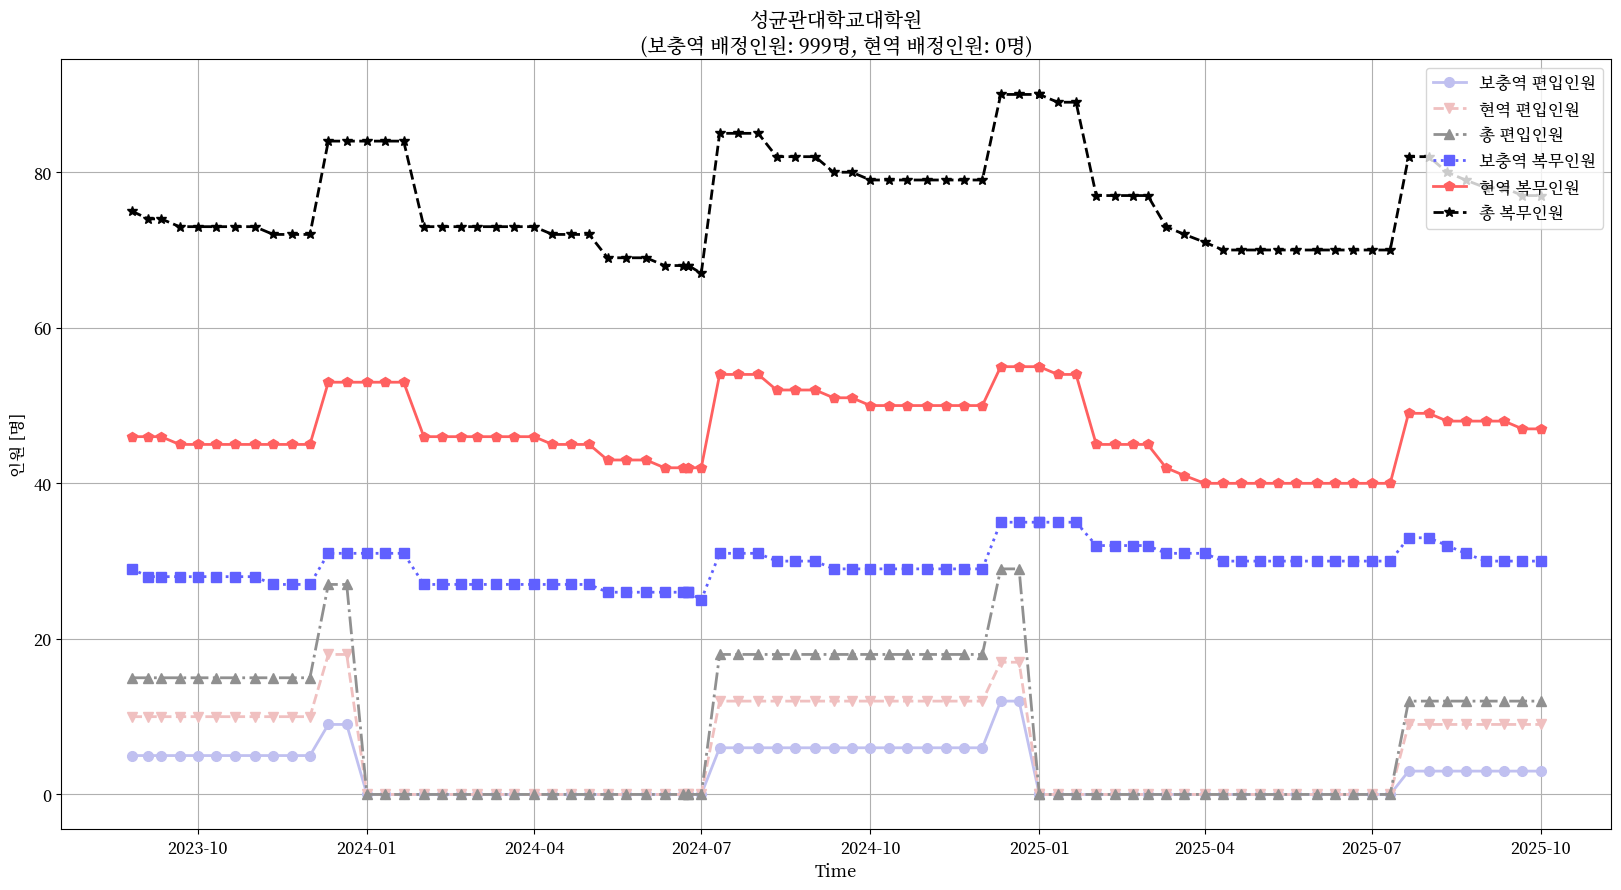 성균관대학교대학원
(보충역 배정인원: 999명, 현역 배정인원: 0명)
보충역 편입인원
현역 편입인원
총 편입인원
보충역 복무인원
현역 복무인원
총 복무인원
인원 [명]
80
60
40
20
0
2023-10
2024-01
2024-04
2024-07
2024-10
2025-01
2025-04
2025-07
2025-10
Time